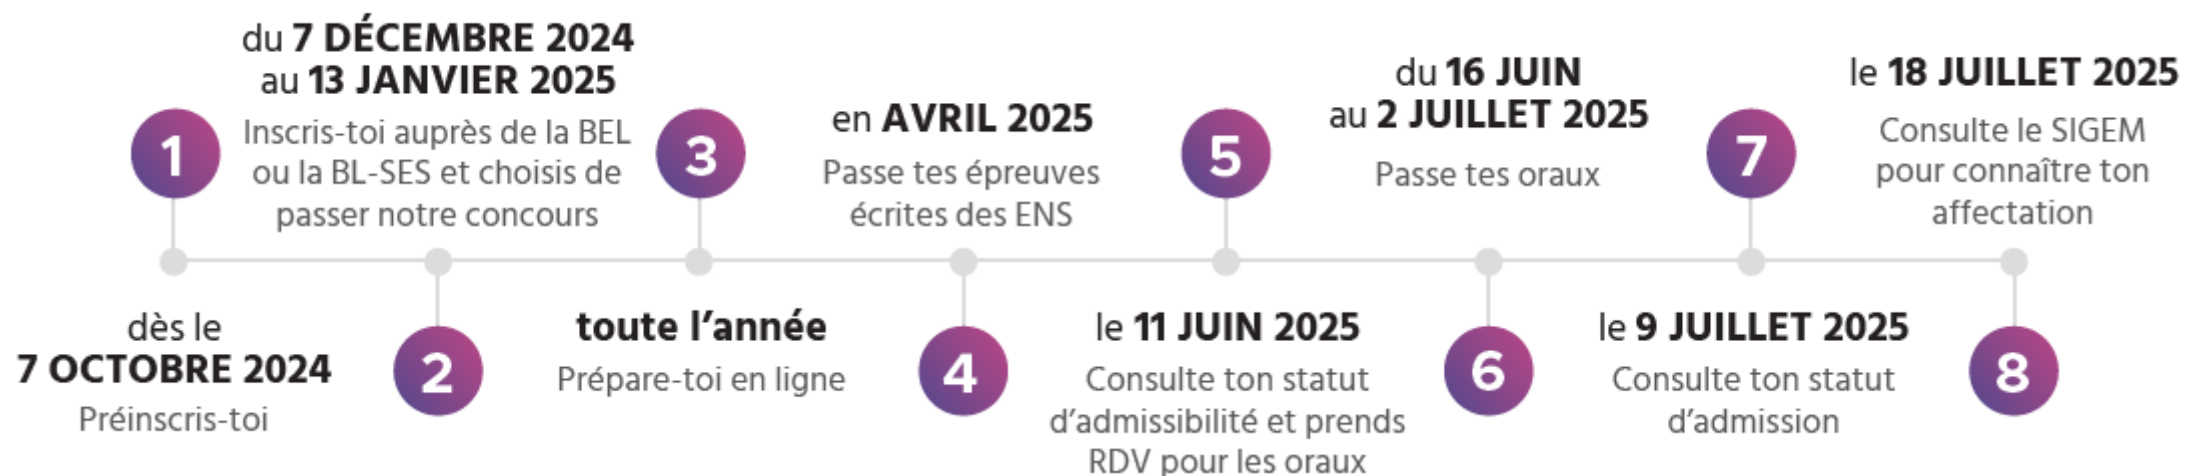 1
dès le
7 OCTOBRE 2024
Préinscris-toi
du 7 DÉCEMBRE 2024
au 13 JANVIER 2025
Inscris-toi auprès de la BEL
ou la BL-SES et choisis de
passer notre concours
2
3
toute l’année
Prépare-toi en ligne
en AVRIL 2025
Passe tes épreuves
écrites des ENS
4
5
le 11 JUIN 2025
Consulte ton statut
d’admissibilité et prends
RDV pour les oraux
du 16 JUIN
au 2 JUILLET 2025
Passe tes oraux
6
7
le 9 JUILLET 2025
Consulte ton statut
d’admission
le 18 JUILLET 2025
Consulte le SIGEM
pour connaître ton
affectation
8